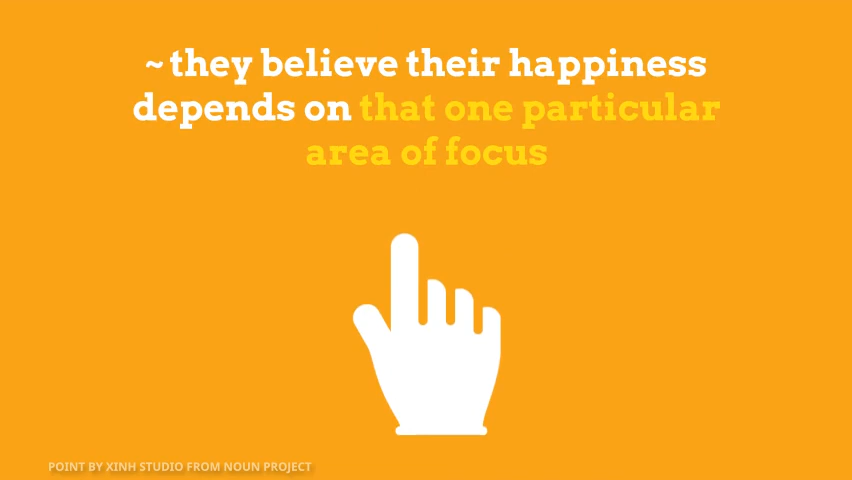 ~ they believe their happiness
depends on that one particular
area of focus
POINT BY XINH STUDIO FROM NOUN PROJECT